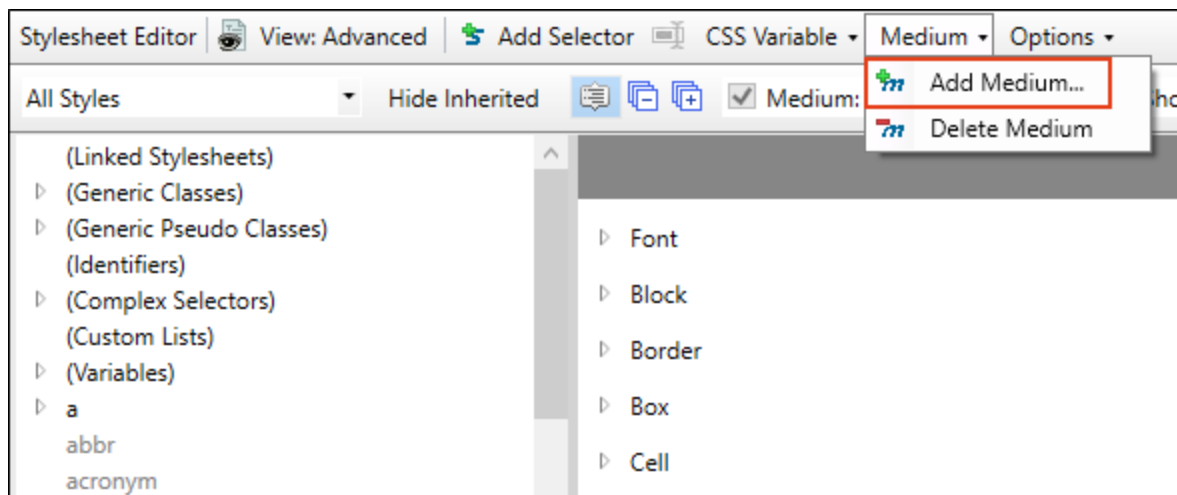 Stylesheet Editor View: Advanced Add Selector CSS Variable Medium Options
All Styles Hide Inherited Medium:
Add Medium...
Delete Medium
(Linked Stylesheets)
(Generic Classes)
(Generic Pseudo Classes)
(Identifiers)
(Complex Selectors)
(Custom Lists)
(Variables)
a
abbr
acronym
Font
Block
Border
Box
Cell